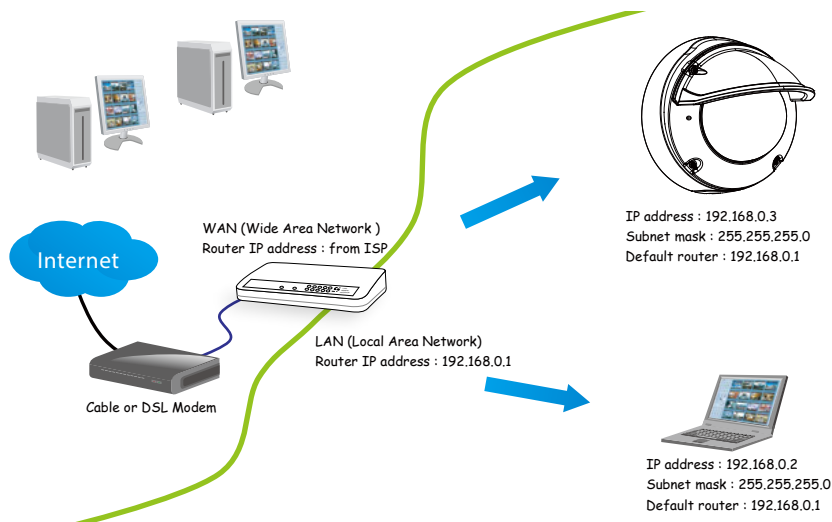 WAN (Wide Area Network )
Router IP address : from ISP
Internet
LAN (Local Area Network)
Router IP address : 192.168.0.1
Cable or DSL Modem
IP address : 192.168.0.3
Subnet mask : 255.255.255.0
Default router : 192.168.0.1
IP address : 192.168.0.2
Subnet mask : 255.255.255.0
Default router : 192.168.0.1